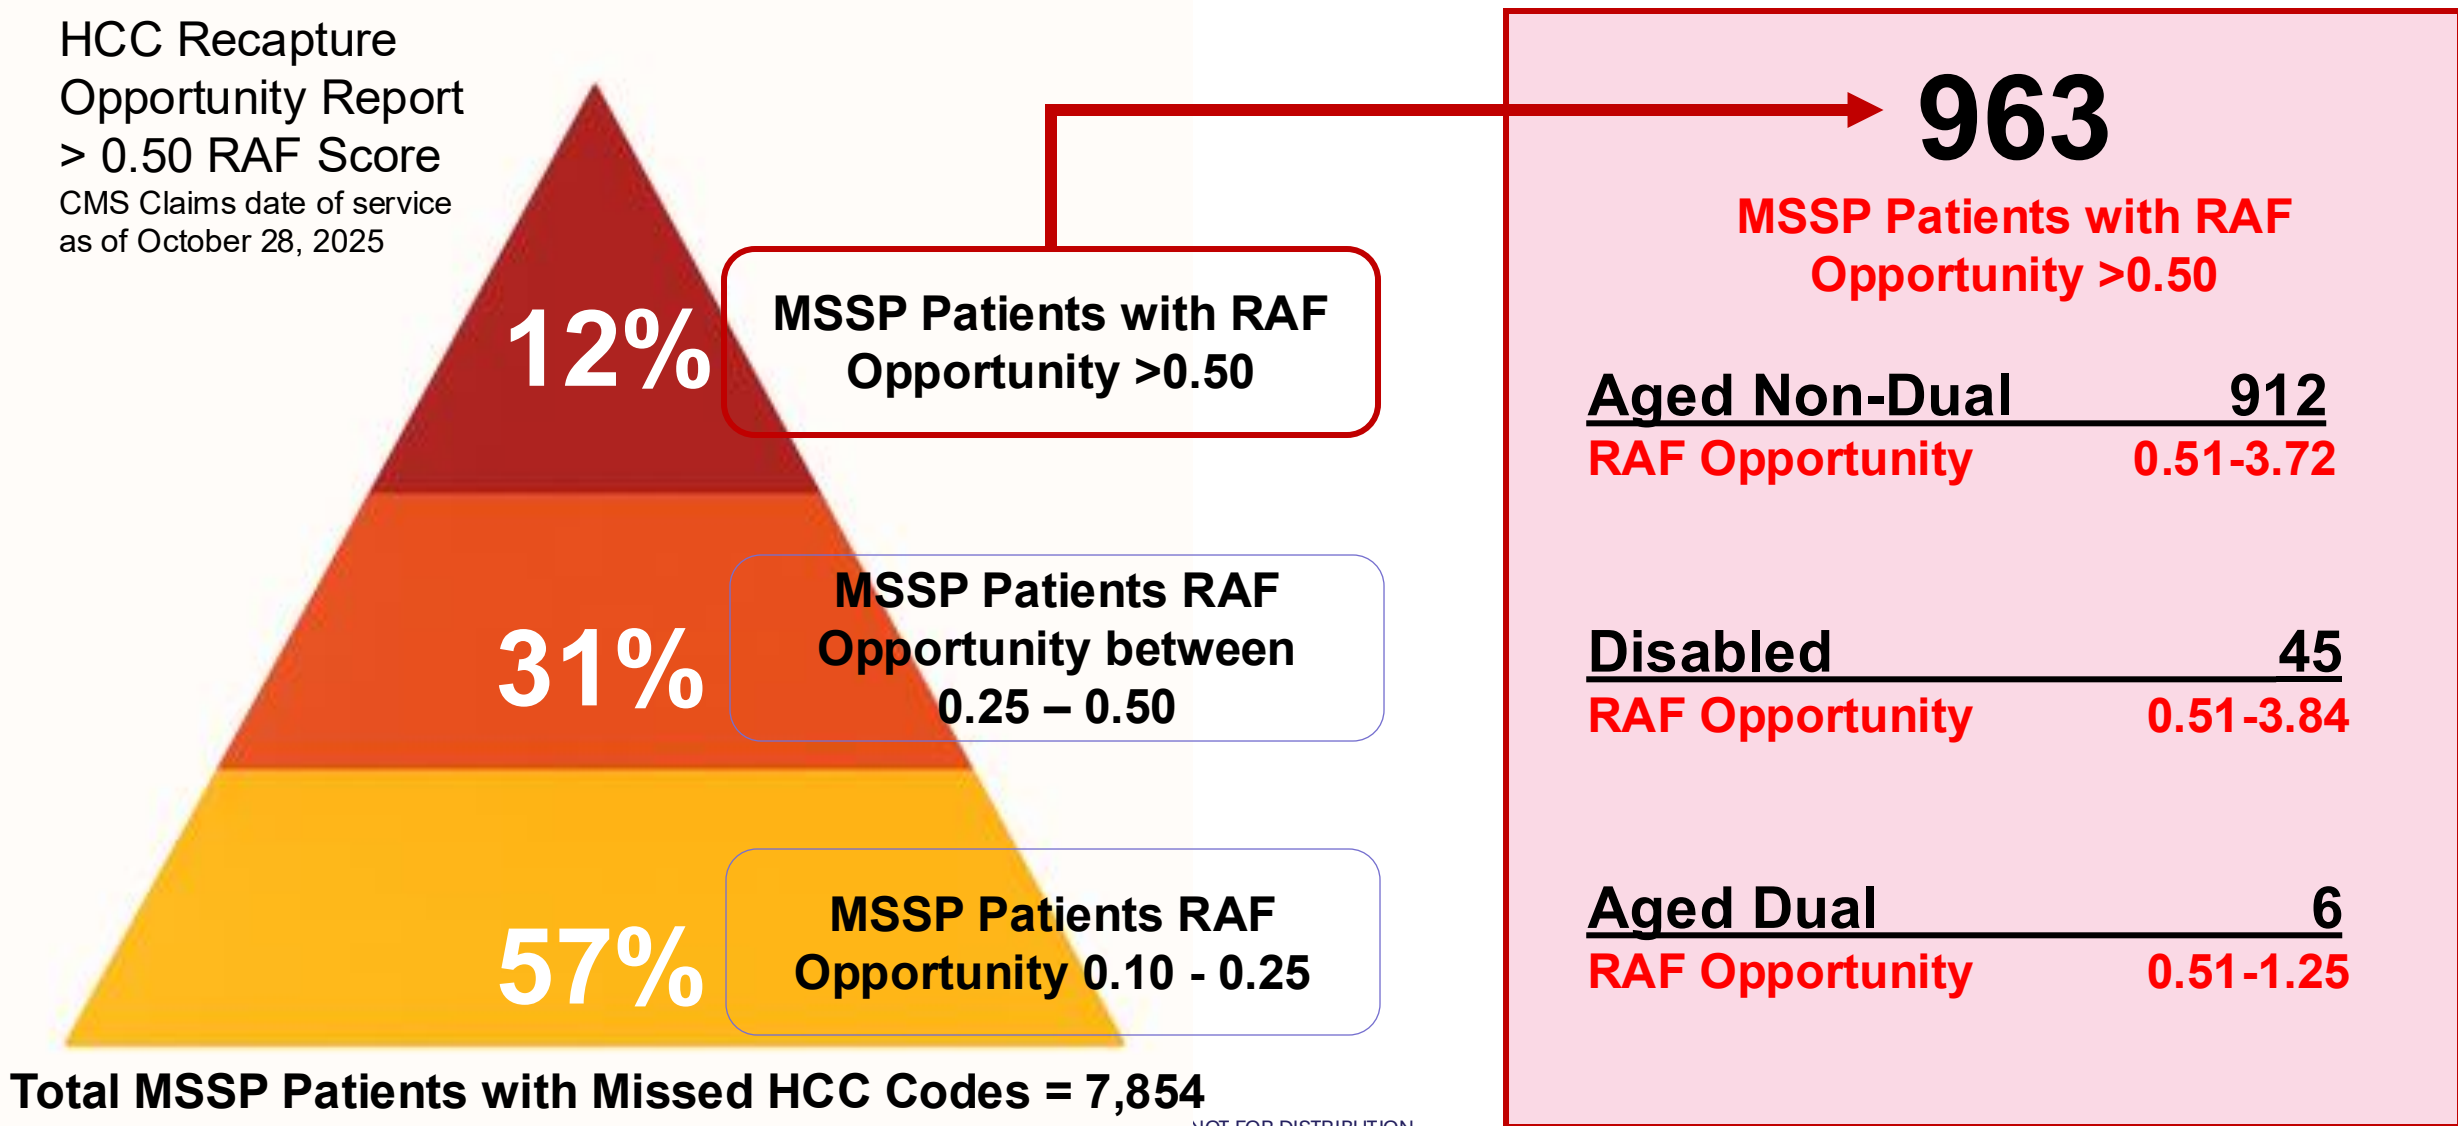 HCC Recapture
Opportunity Report
> 0.50 RAF Score
CMS Claims date of service
as of October 28, 2025
12%
MSSP Patients with RAF
Opportunity >0.50
31%
MSSP Patients RAF
Opportunity between
0.25 – 0.50
57%
MSSP Patients RAF
Opportunity 0.10 - 0.25
Total MSSP Patients with Missed HCC Codes = 7,854
NOT FOR DISTRIBUTION
963
MSSP Patients with RAF
Opportunity >0.50
Aged Non-Dual 912
RAF Opportunity 0.51-3.72
Disabled 45
RAF Opportunity 0.51-3.84
Aged Dual 6
RAF Opportunity 0.51-1.25